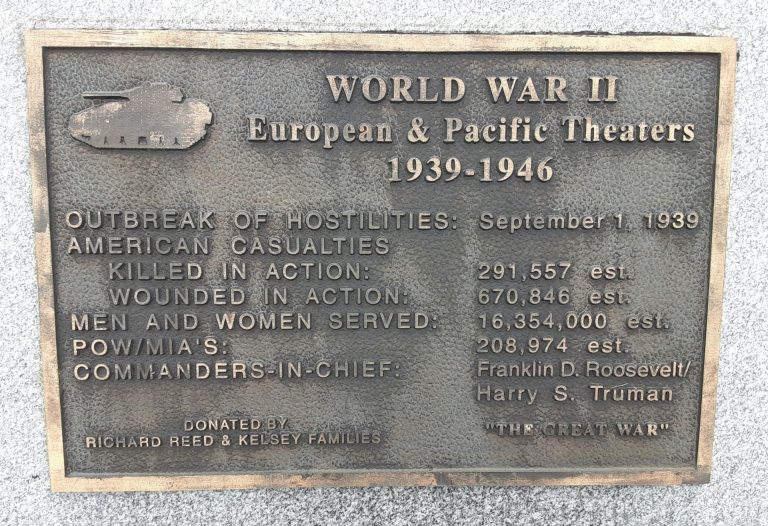 WORLD WAR II
European & Pacific Theaters
1939-1946
OUTBREAK OF HOSTILITIES: September 1, 1939
AMERICAN CASUALTIES
KILLED IN ACTION: 291,557 est.
WOUNDED IN ACTION: 670,846 est.
MEN AND WOMEN SERVED: 16,354,000 est.
POW/MIA'S: 208,974 est.
COMMANDERS-IN-CHIEF: Franklin D. Roosevelt/
Harry S. Truman
DONATED BY
RICHARD REED & KELSEY FAMILIES
"THE GREAT WAR"